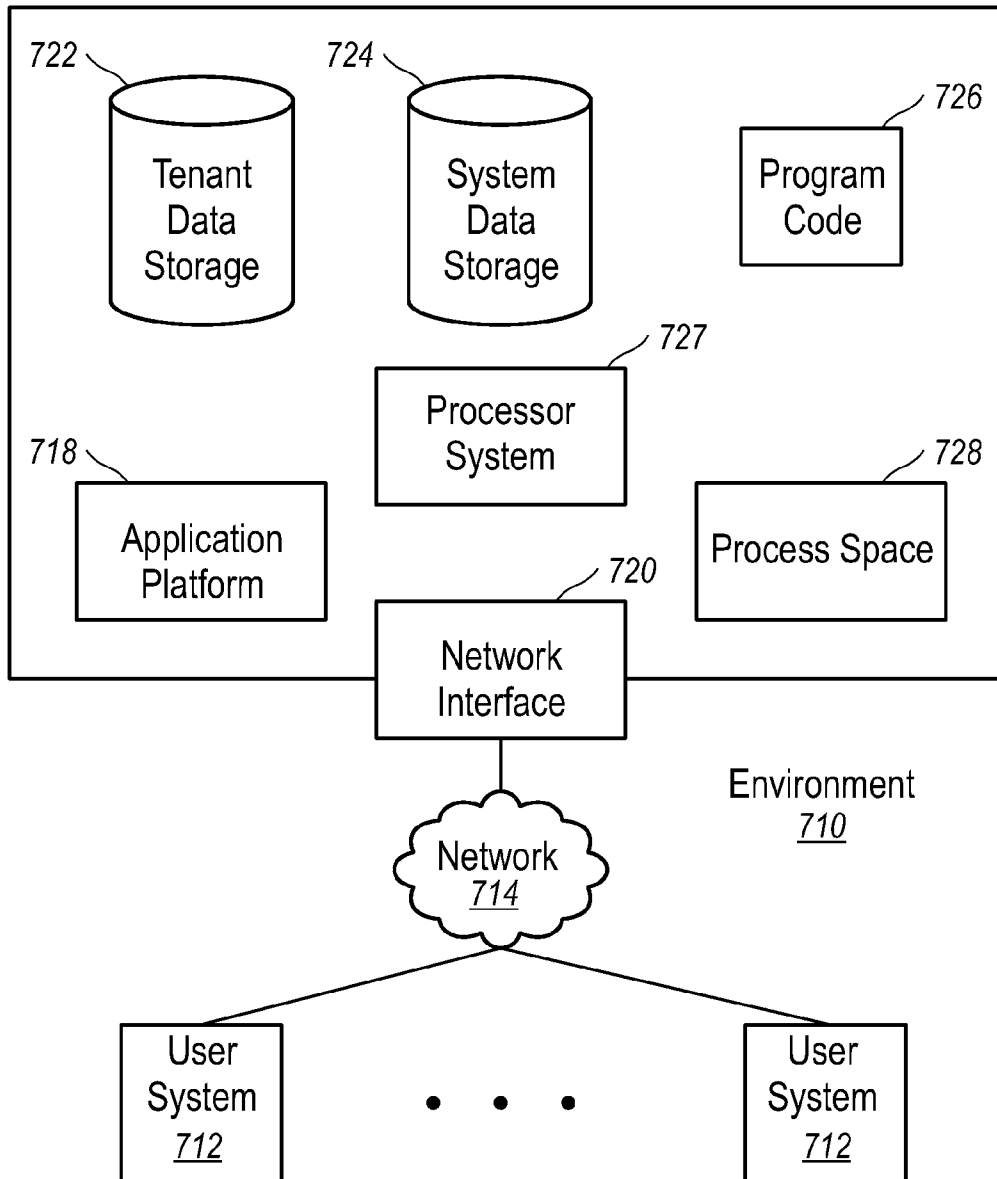 722
724
726
Tenant
Data
Storage
System
Data
Storage
Program
Code
727
Processor
System
718
Application
Platform
728
Process Space
720
Network
Interface
Environment
710
Network
714
User
System
712
User
System
712